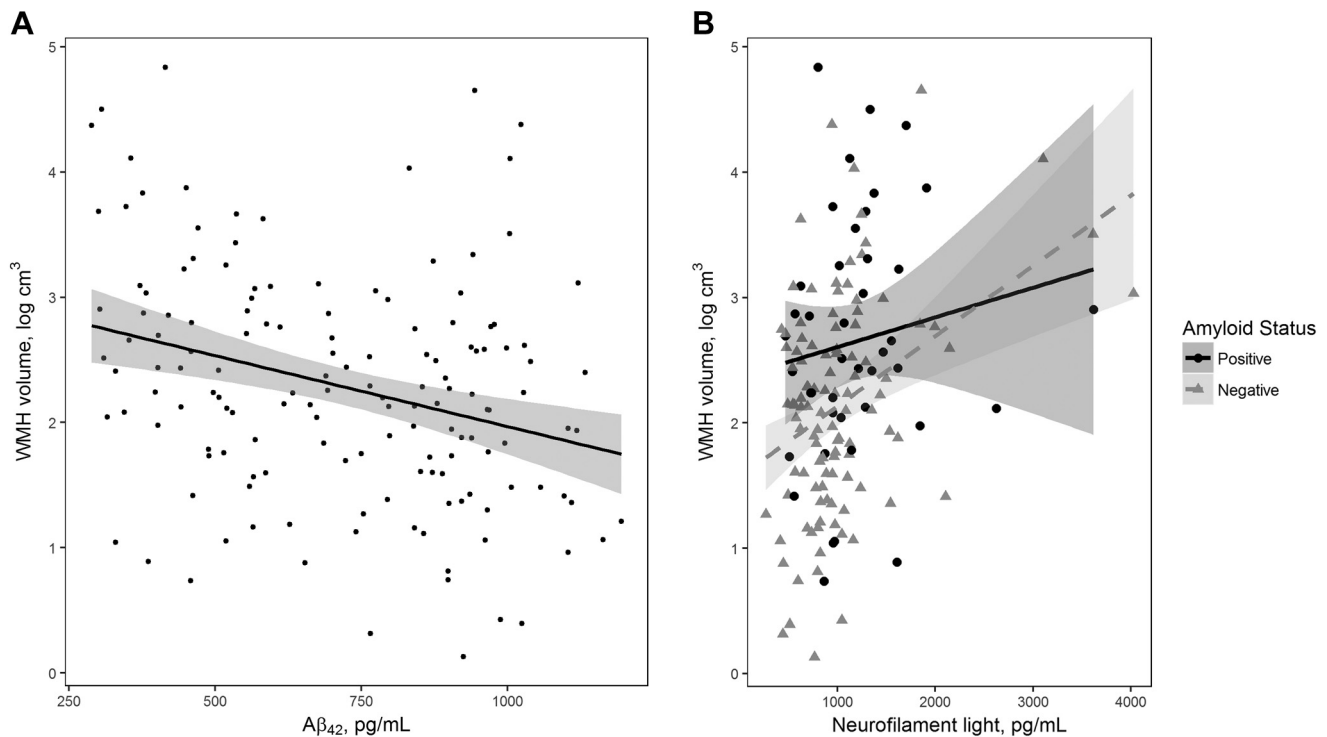 A
B
5
4
3
2
1
0
WMH volume, log cm³
250
500
750
1000
Aβ₄₂, pg/mL
5
4
3
2
1
0
WMH volume, log cm³
1000
2000
3000
4000
Neurofilament light, pg/mL
Amyloid Status
Positive
Negative